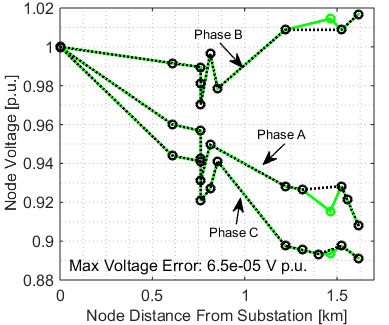 1.02
1
0.98
0.96
0.94
0.92
0.9
0.88
Node Voltage [p.u.]
Phase B
Phase A
Phase C
Max Voltage Error: 6.5e-05 V p.u.
0
0.5
1
1.5
Node Distance From Substation [km]